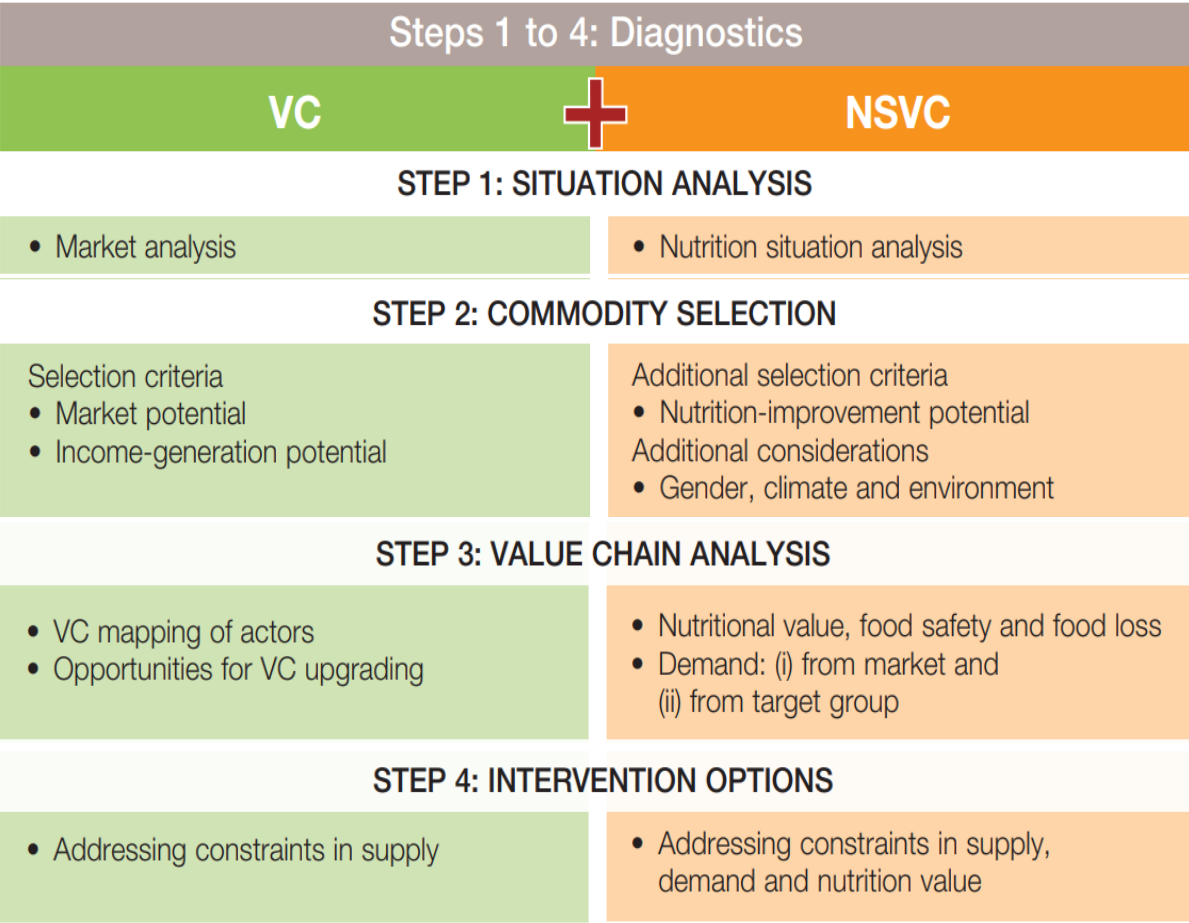 Steps 1 to 4: Diagnostics
VC
NSVC
STEP 1: SITUATION ANALYSIS
• Market analysis
• Nutrition situation analysis
STEP 2: COMMODITY SELECTION
Selection criteria
• Market potential
• Income-generation potential
Additional selection criteria
• Nutrition-improvement potential
Additional considerations
• Gender, climate and environment
STEP 3: VALUE CHAIN ANALYSIS
• VC mapping of actors
• Opportunities for VC upgrading
• Nutritional value, food safety and food loss
• Demand: (i) from market and
(ii) from target group
STEP 4: INTERVENTION OPTIONS
• Addressing constraints in supply
• Addressing constraints in supply,
demand and nutrition value